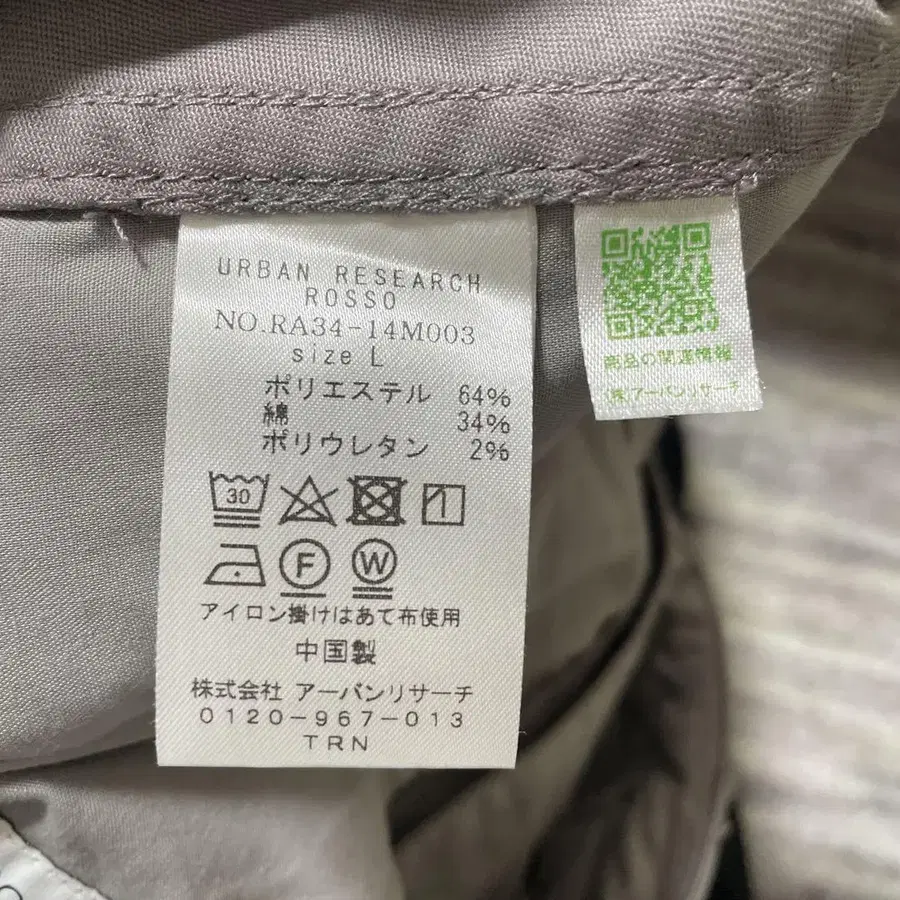 URBAN RESEARCH
ROSSO
NO.RA34-14M003
size L
ポリエステル 64%
綿 34%
ポリウレタン 2%
30
1
F
W
アイロン掛けはあて布使用
中国製
株式会社 アーバンリサーチ
0120-967-013
TRN
商品の関連情報
(株)アーバンリサーチ